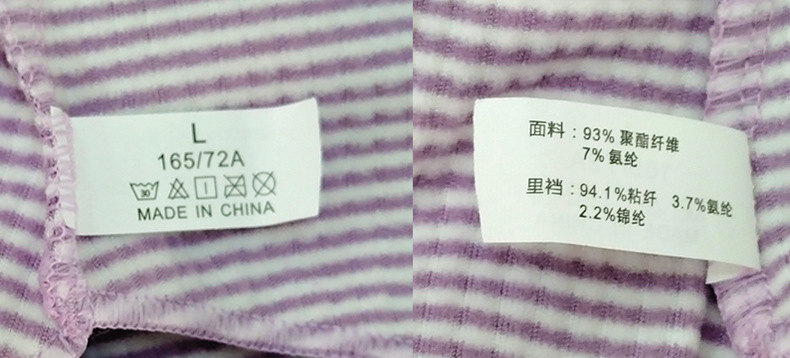 L
165/72A
30
MADE IN CHINA
面料：93% 聚酯纤维
7% 氨纶
里裆：94.1%粘纤 3.7%氨纶
2.2%锦纶